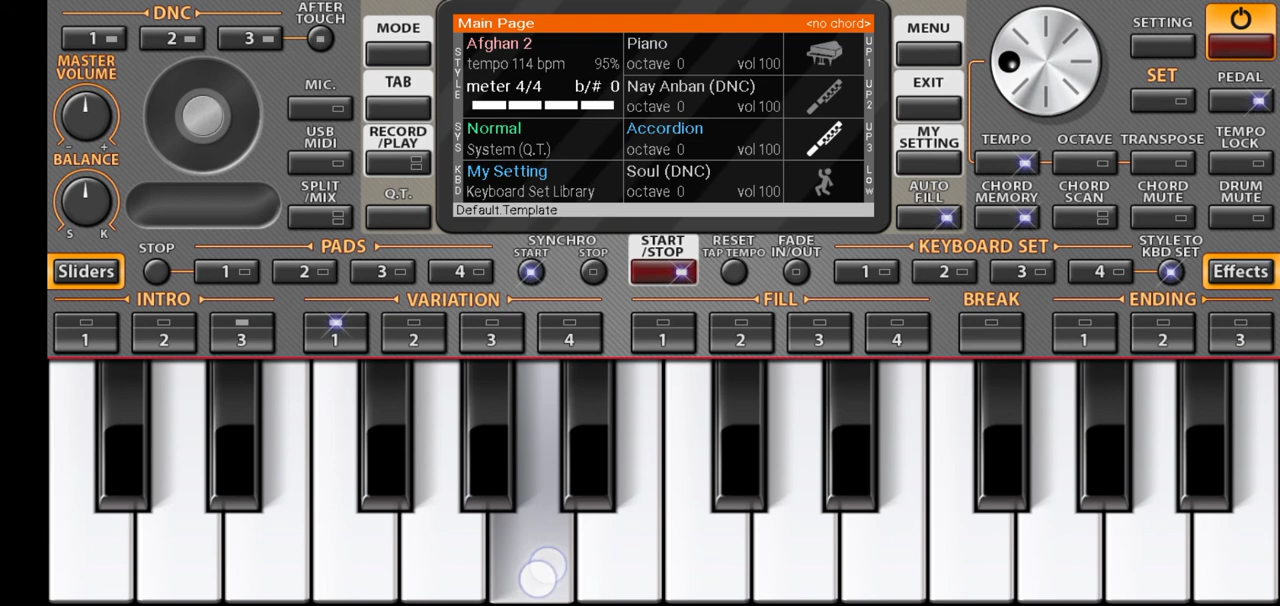 DNC
AFTER
TOUCH
1
2
3
MASTER
VOLUME
- +
BALANCE
S K
MIC.
USB
MIDI
SPLIT
/MIX
MODE
TAB
RECORD
/PLAY
Q.T.
Main Page <no chord>
STYLE
Afghan 2
tempo 114 bpm 95%
meter 4/4 b/# 0
SYS
Normal
System (Q.T.)
KBD
My Setting
Keyboard Set Library
Piano
octave 0 vol 100
UP1
Nay Anban (DNC)
octave 0 vol 100
UP2
Accordion
octave 0 vol 100
UP3
Soul (DNC)
octave 0 vol 100
Low
Default.Template
MENU
EXIT
MY
SETTING
AUTO
FILL
SETTING
SET
PEDAL
TEMPO
OCTAVE
TRANSPOSE
TEMPO
LOCK
CHORD
MEMORY
CHORD
SCAN
CHORD
MUTE
DRUM
MUTE
Sliders
STOP
PADS
1
2
3
4
SYNCHRO
START
STOP
START
/STOP
RESET
TAP TEMPO
FADE
IN/OUT
KEYBOARD SET
1
2
3
4
STYLE TO
KBD SET
Effects
INTRO
1
2
3
VARIATION
1
2
3
4
FILL
1
2
3
4
BREAK
ENDING
1
2
3